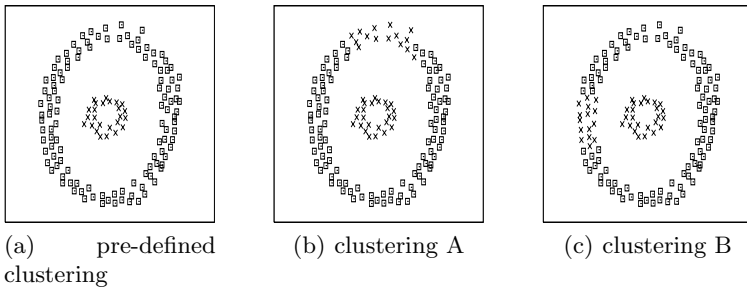 (a) pre-defined
clustering
(b) clustering A
(c) clustering B